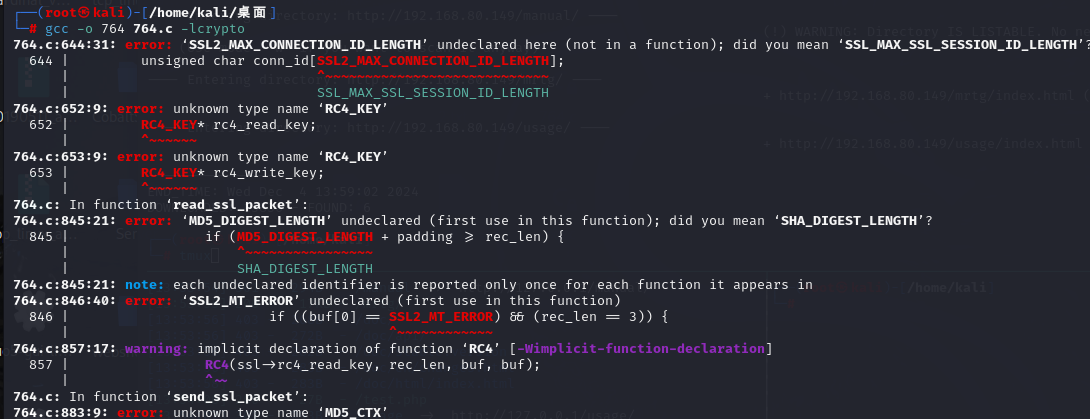 ┌──(root㉿kali)-[/home/kali/桌面]
└─# gcc -o 764 764.c -lcrypto
764.c:644:31: error: ‘SSL2_MAX_CONNECTION_ID_LENGTH’ undeclared here (not in a function); did you mean ‘SSL_MAX_SSL_SESSION_ID_LENGTH’?
  644 |         unsigned char conn_id[SSL2_MAX_CONNECTION_ID_LENGTH];
      |                               ^~~~~~~~~~~~~~~~~~~~~~~~~~~~~
      |                               SSL_MAX_SSL_SESSION_ID_LENGTH
764.c:652:9: error: unknown type name ‘RC4_KEY’
  652 |         RC4_KEY* rc4_read_key;
      |         ^~~~~~~
764.c:653:9: error: unknown type name ‘RC4_KEY’
  653 |         RC4_KEY* rc4_write_key;
      |         ^~~~~~~
764.c: In function ‘read_ssl_packet’:
764.c:845:21: error: ‘MD5_DIGEST_LENGTH’ undeclared (first use in this function); did you mean ‘SHA_DIGEST_LENGTH’?
  845 |                 if (MD5_DIGEST_LENGTH + padding >= rec_len) {
      |                     ^~~~~~~~~~~~~~~~~
      |                     SHA_DIGEST_LENGTH
764.c:845:21: note: each undeclared identifier is reported only once for each function it appears in
764.c:846:40: error: ‘SSL2_MT_ERROR’ undeclared (first use in this function)
  846 |                         if ((buf[0] == SSL2_MT_ERROR) && (rec_len == 3)) {
      |                                        ^~~~~~~~~~~~~
764.c:857:17: warning: implicit declaration of function ‘RC4’ [-Wimplicit-function-declaration]
  857 |                 RC4(ssl->rc4_read_key, rec_len, buf, buf);
      |                 ^~~
764.c: In function ‘send_ssl_packet’:
764.c:883:9: error: unknown type name ‘MD5_CTX’